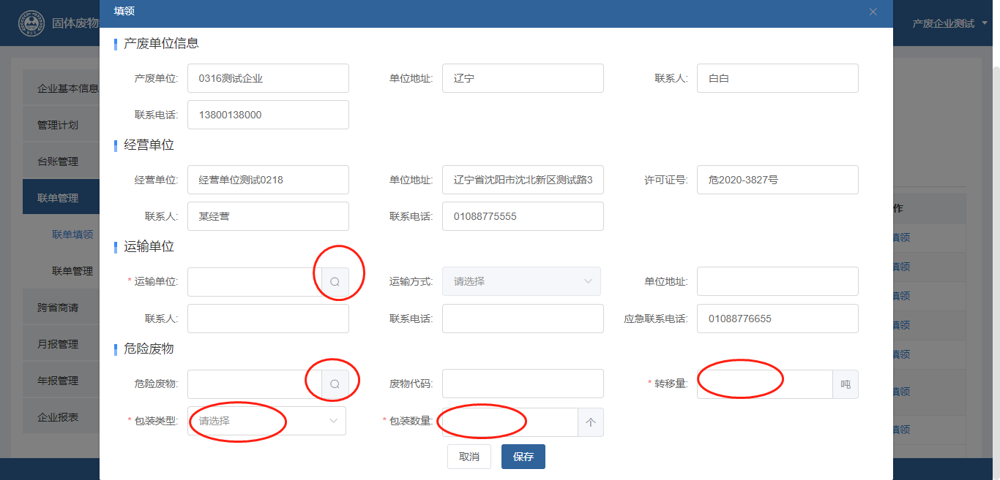 填领
固体废物
产废企业测试
企业基本信息
管理计划
台账管理
联单管理
联单填领
联单管理
跨省商请
月报管理
年报管理
企业报表
产废单位信息
产废单位: 0316测试企业 单位地址: 辽宁 联系人: 白白
联系电话: 13800138000
经营单位
经营单位: 经营单位测试0218 单位地址: 辽宁省沈阳市沈北新区测试路3 许可证号: 危2020-3827号
联系人: 某经营 联系电话: 01088775555
运输单位
* 运输单位: 运输方式: 请选择 单位地址:
联系人: 联系电话: 应急联系电话: 01088776655
危险废物
危险废物: 废物代码: * 转移量: 吨
* 包装类型: 请选择 * 包装数量: 个
取消 保存
作
填领
填领
填领
填领
填领
填领
填领